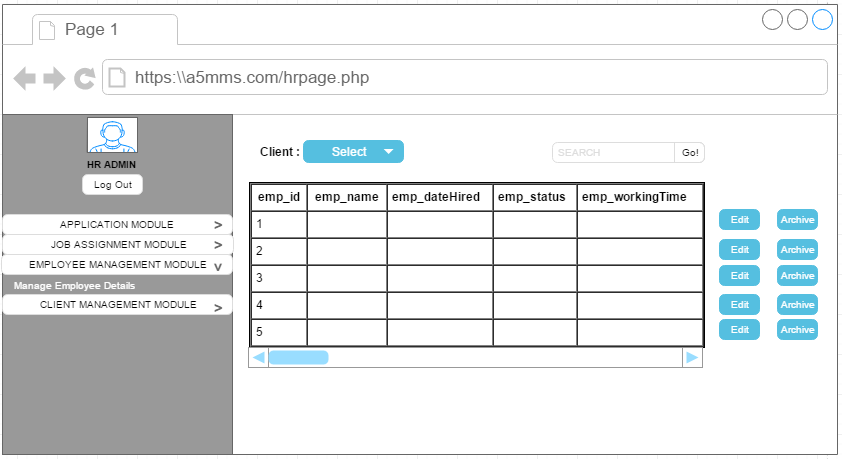 Page 1
https:\\a5mms.com/hrpage.php
HR ADMIN
Log Out
APPLICATION MODULE >
JOB ASSIGNMENT MODULE >
EMPLOYEE MANAGEMENT MODULE v
Manage Employee Details
CLIENT MANAGEMENT MODULE >
Client : Select
SEARCH Go!
emp_id emp_name emp_dateHired emp_status emp_workingTime
1 Edit Archive
2 Edit Archive
3 Edit Archive
4 Edit Archive
5 Edit Archive